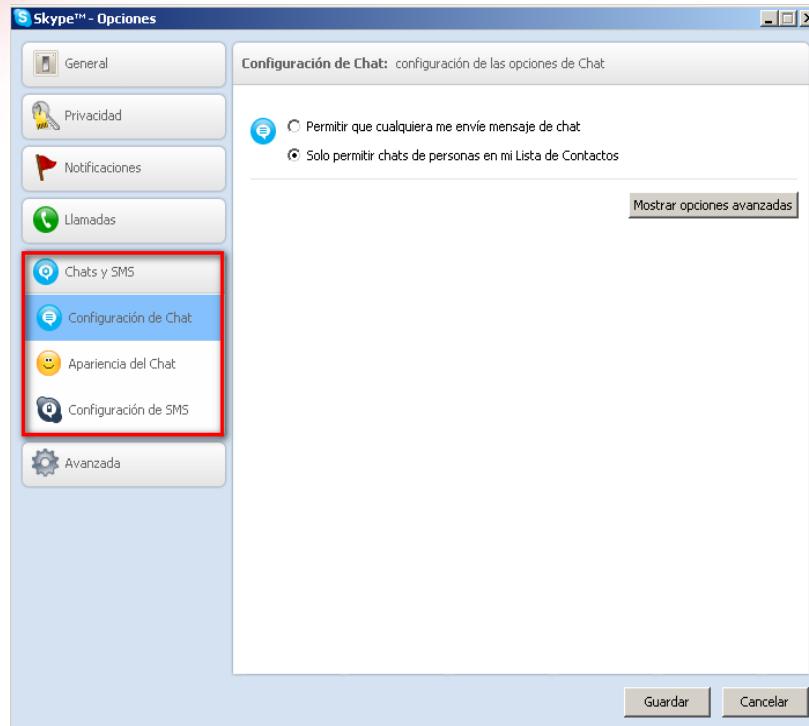 Skype™ - Opciones
General
Privacidad
Notificaciones
Llamadas
Chats y SMS
Configuración de Chat
Apariencia del Chat
Configuración de SMS
Avanzada
Configuración de Chat: configuración de las opciones de Chat
Permitir que cualquiera me envíe mensaje de chat
Solo permitir chats de personas en mi Lista de Contactos
Mostrar opciones avanzadas
Guardar
Cancelar